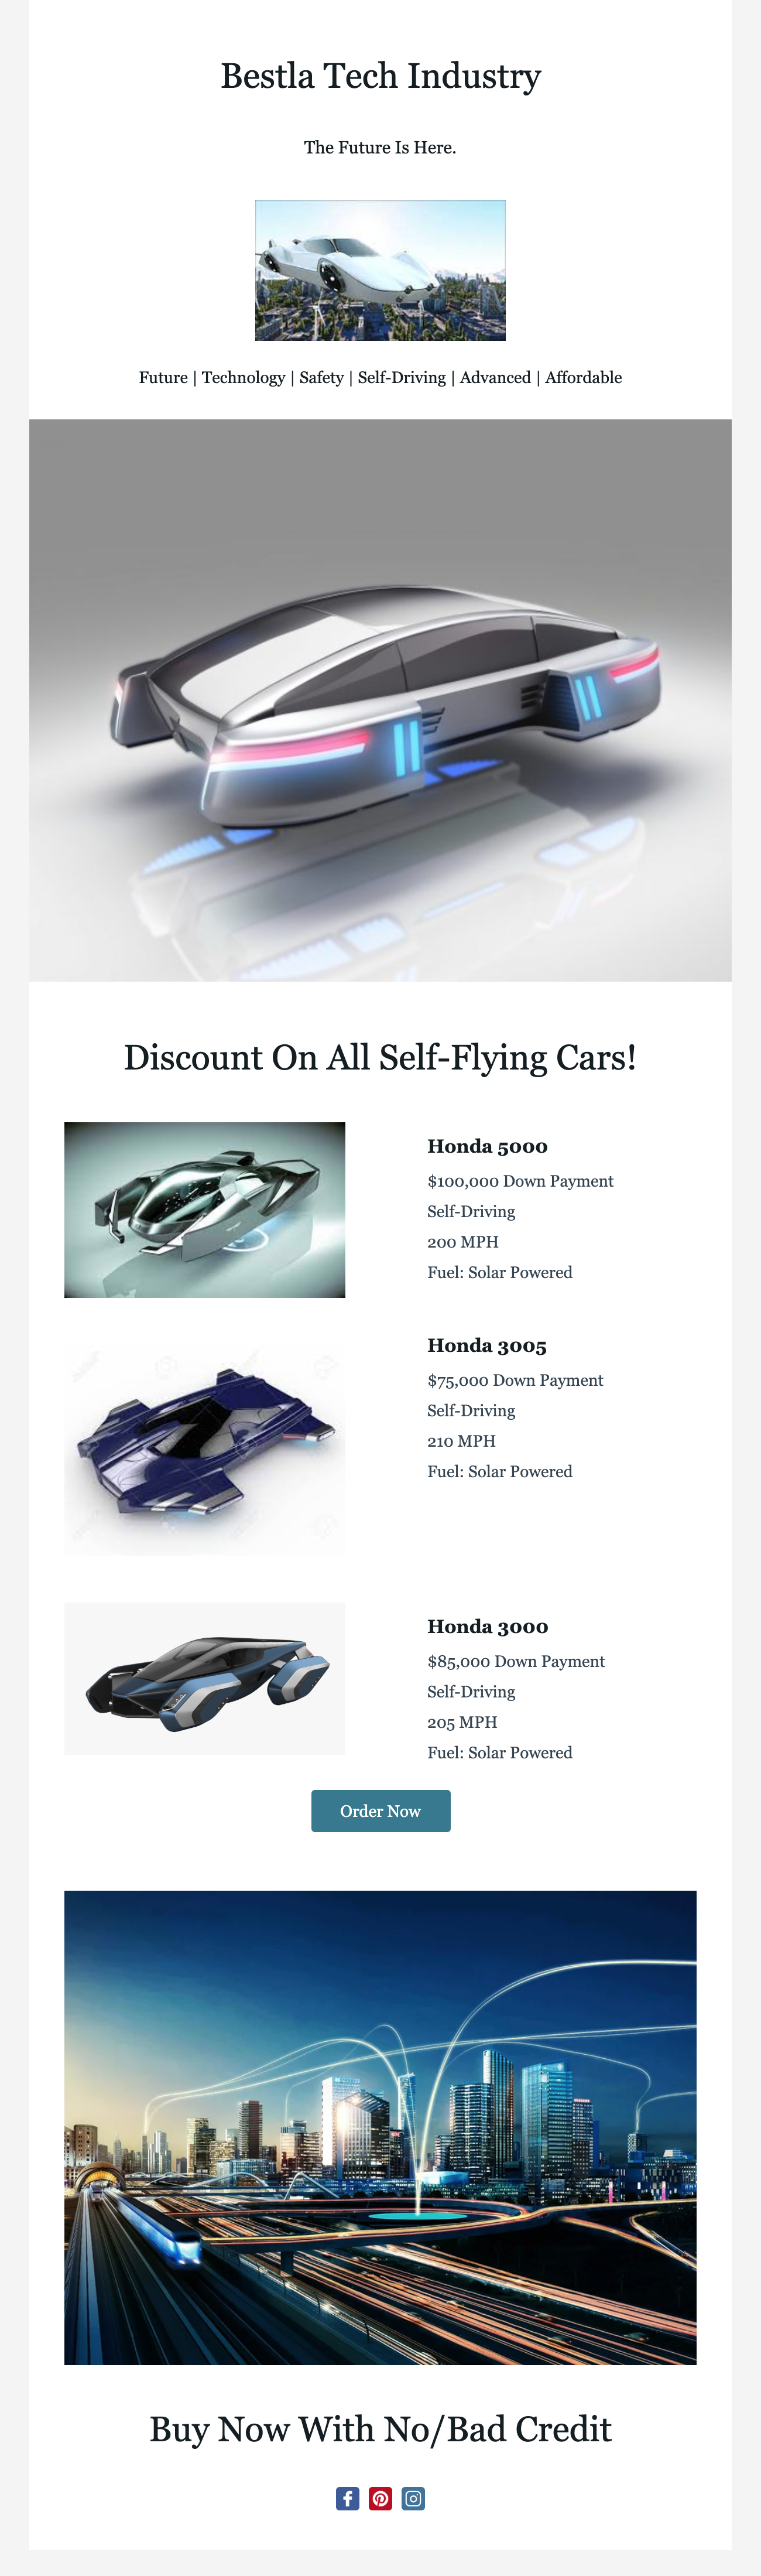 Bestla Tech Industry
The Future Is Here.
Future | Technology | Safety | Self-Driving | Advanced | Affordable
Discount On All Self-Flying Cars!
Honda 5000
$100,000 Down Payment
Self-Driving
200 MPH
Fuel: Solar Powered
Honda 3005
$75,000 Down Payment
Self-Driving
210 MPH
Fuel: Solar Powered
Honda 3000
$85,000 Down Payment
Self-Driving
205 MPH
Fuel: Solar Powered
Order Now
Buy Now With No/Bad Credit